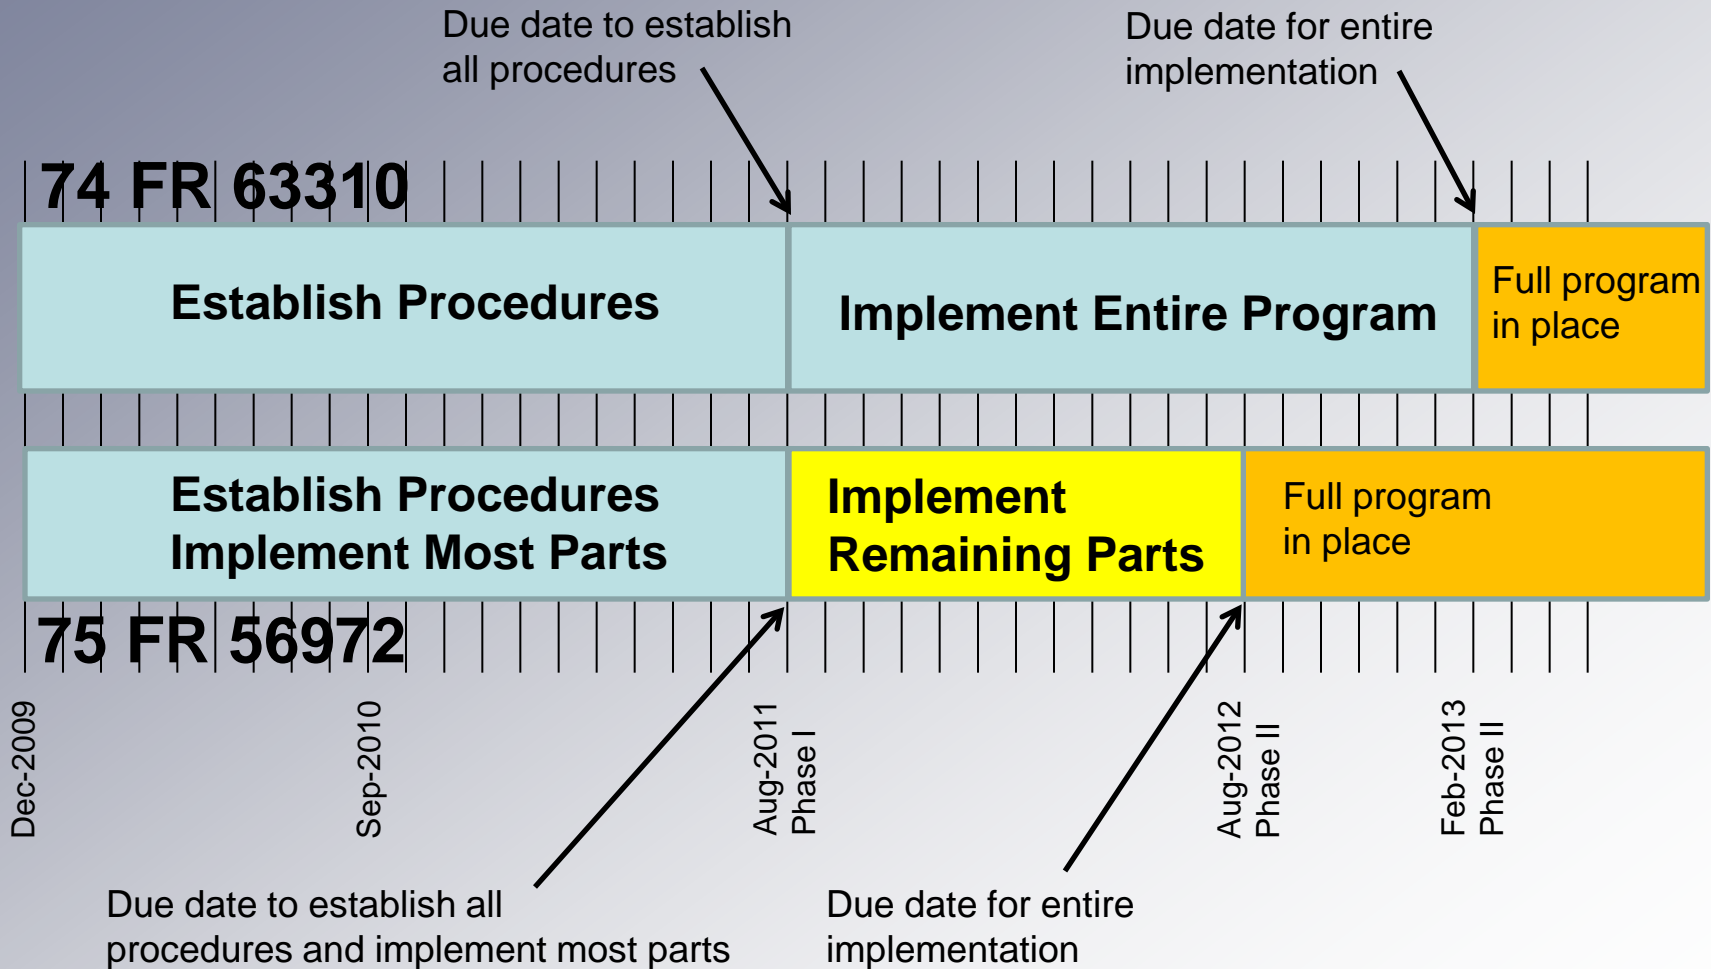 Due date to establish
all procedures
Due date for entire
implementation
74 FR 63310
Establish Procedures
Implement Entire Program
Full program
in place
Establish Procedures
Implement Most Parts
Implement
Remaining Parts
Full program
in place
75 FR 56972
Dec-2009
Sep-2010
Aug-2011
Phase I
Aug-2012
Phase II
Feb-2013
Phase II
Due date to establish all
procedures and implement most parts
Due date for entire
implementation